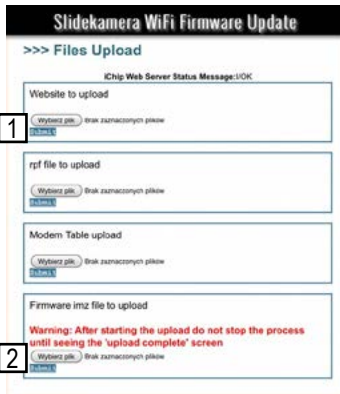 Slidekamera WiFi Firmware Update
>>> Files Upload
iChip Web Server Status Message:I/OK
Website to upload
1
Wybierz plik Brak zaznaczonych plików
Submit
rpf file to upload
Wybierz plik Brak zaznaczonych plików
Submit
Modem Table upload
Wybierz plik Brak zaznaczonych plików
Submit
Firmware imz file to upload
Warning: After starting the upload do not stop the process
until seeing the 'upload complete' screen
2
Wybierz plik Brak zaznaczonych plików
Submit